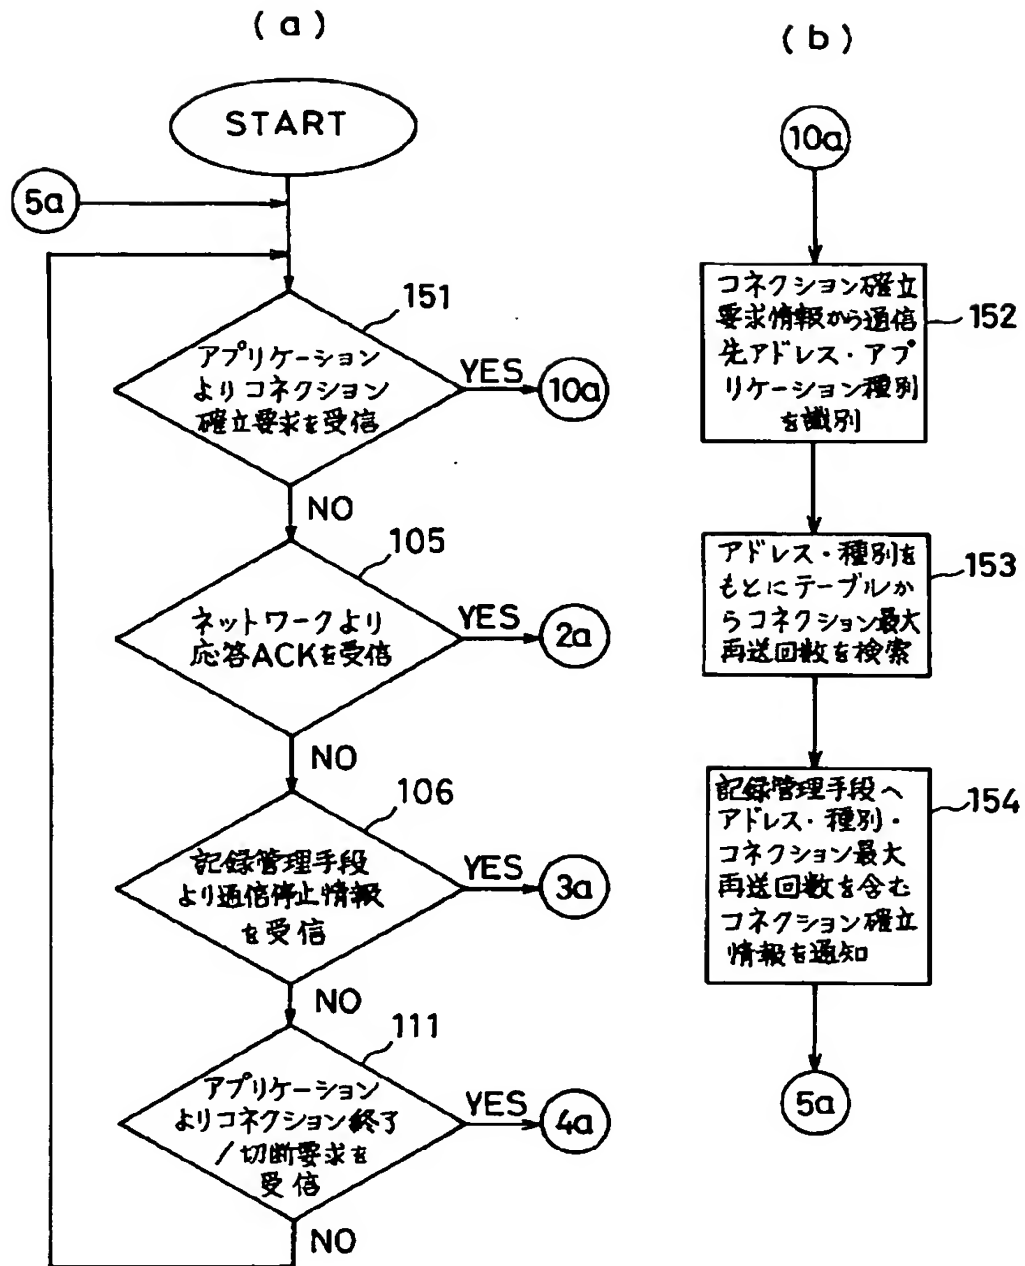 (a)
START
5a
151
アプリケーション
よりコネクション
確立要求を受信
YES
10a
NO
105
ネットワークより
応答ACKを受信
YES
2a
NO
106
記録管理手段
より通信停止情報
を受信
YES
3a
NO
111
アプリケーション
よりコネクション終了
/切断要求を
受信
YES
4a
NO
(b)
10a
コネクション確立
要求情報から通信
先アドレス・アプ
リケーション種別
を識別
152
アドレス・種別を
もとにテーブルか
らコネクション最大
再送回数を検索
153
記録管理手段へ
アドレス・種別・
コネクション最大
再送回数を含む
コネクション確立
情報を通知
154
5a